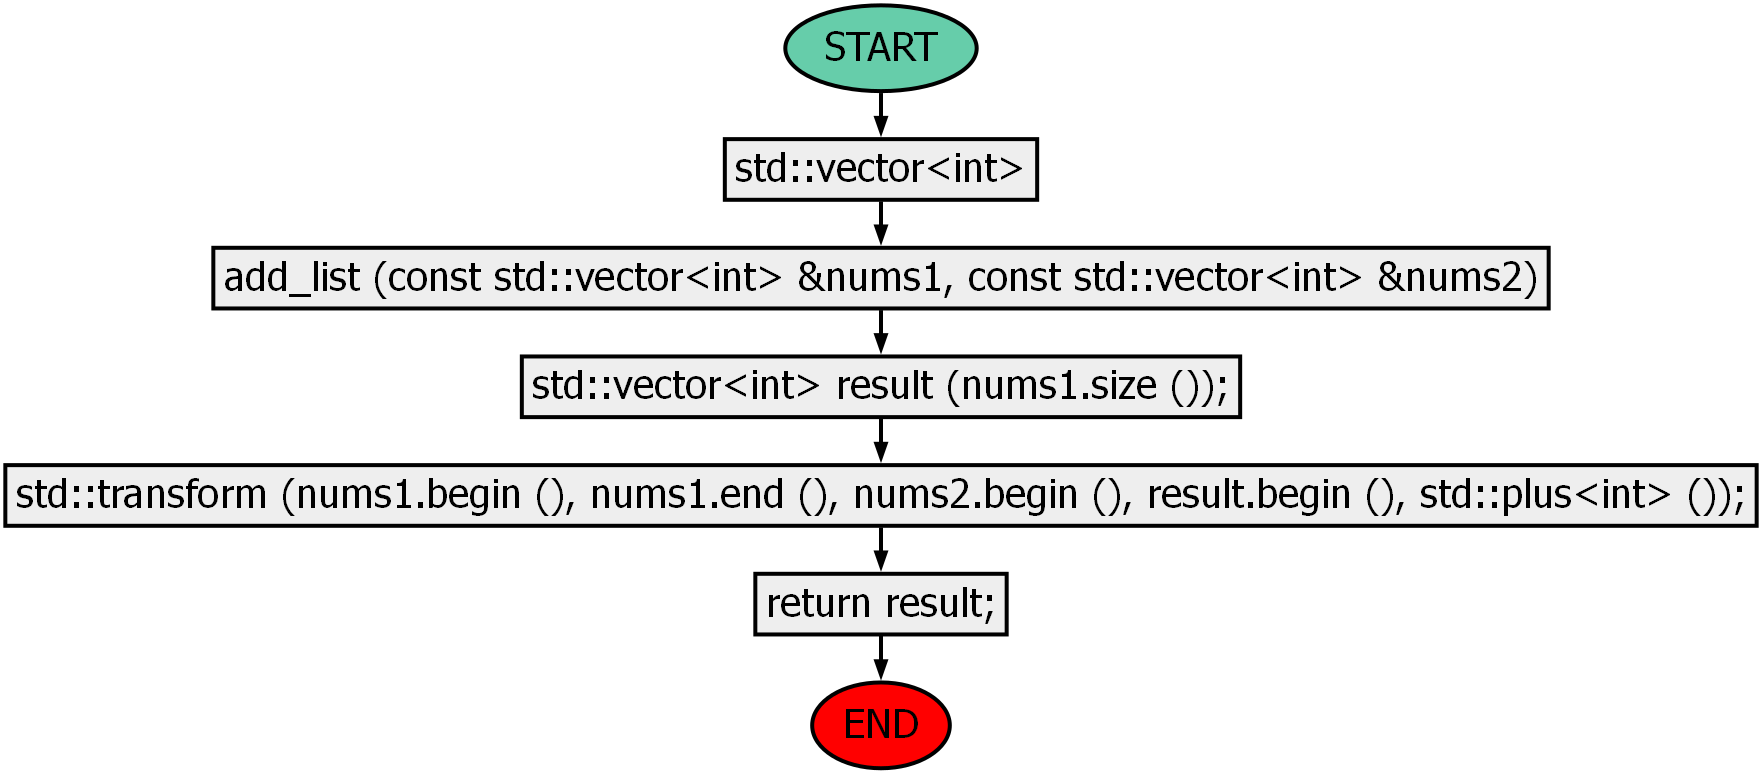 START
std::vector<int>
add_list (const std::vector<int> &nums1, const std::vector<int> &nums2)
std::vector<int> result (nums1.size ());
std::transform (nums1.begin (), nums1.end (), nums2.begin (), result.begin (), std::plus<int> ());
return result;
END